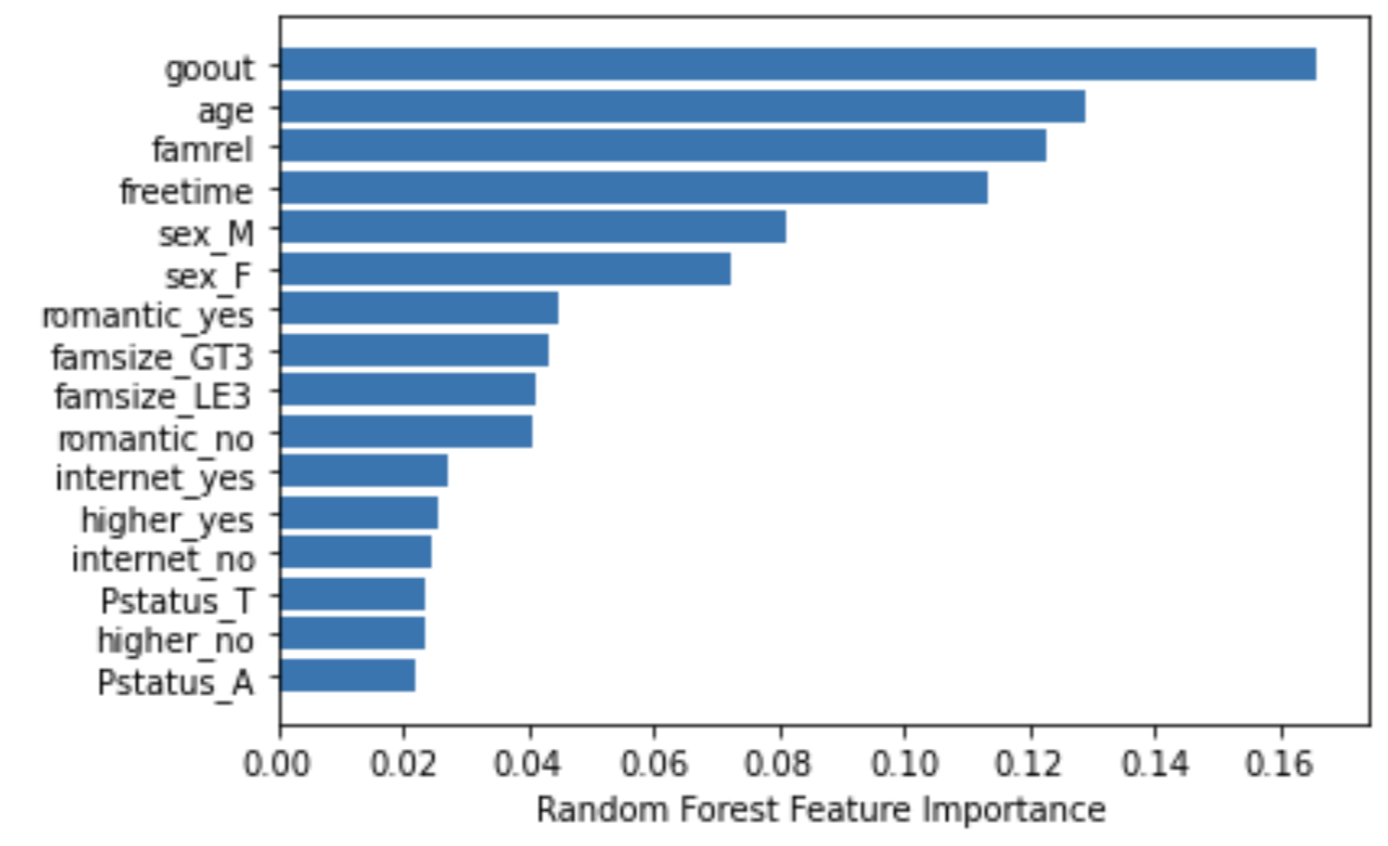 goout
age
famrel
freetime
sex_M
sex_F
romantic_yes
famsize_GT3
famsize_LE3
romantic_no
internet_yes
higher_yes
internet_no
Pstatus_T
higher_no
Pstatus_A
0.00 0.02 0.04 0.06 0.08 0.10 0.12 0.14 0.16
Random Forest Feature Importance